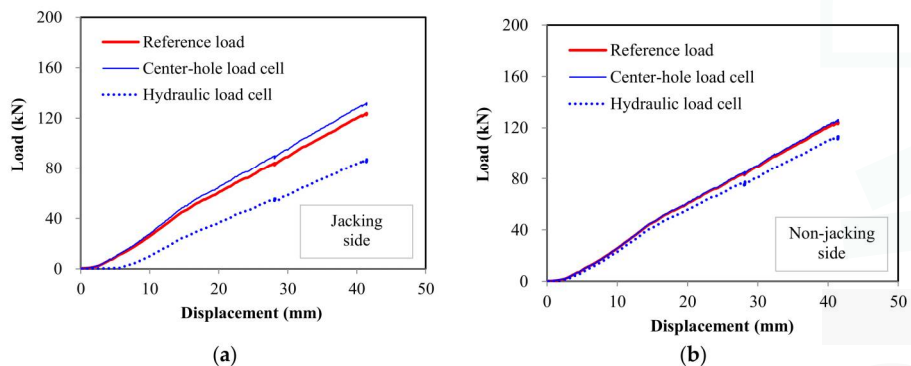 200
160
120
80
40
0
Load (kN)
Reference load
Center-hole load cell
Hydraulic load cell
Jacking
side
0 10 20 30 40 50
Displacement (mm)
(a)
200
160
120
80
40
0
Load (kN)
Reference load
Center-hole load cell
Hydraulic load cell
Non-jacking
side
0 10 20 30 40 50
Displacement (mm)
(b)